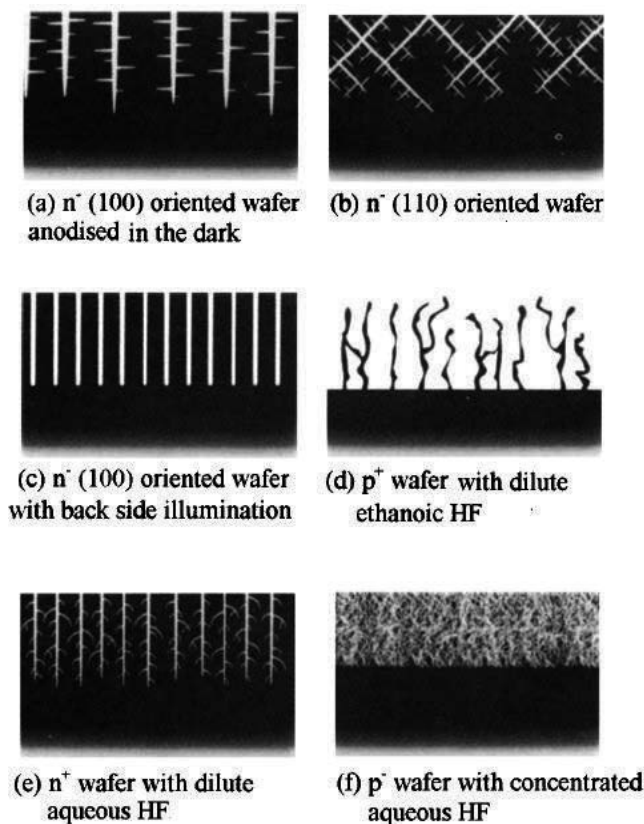 (a) n⁻ (100) oriented wafer
anodised in the dark
(b) n⁻ (110) oriented wafer
(c) n⁻ (100) oriented wafer
with back side illumination
(d) p⁺ wafer with dilute
ethanoic HF
(e) n⁺ wafer with dilute
aqueous HF
(f) p⁻ wafer with concentrated
aqueous HF